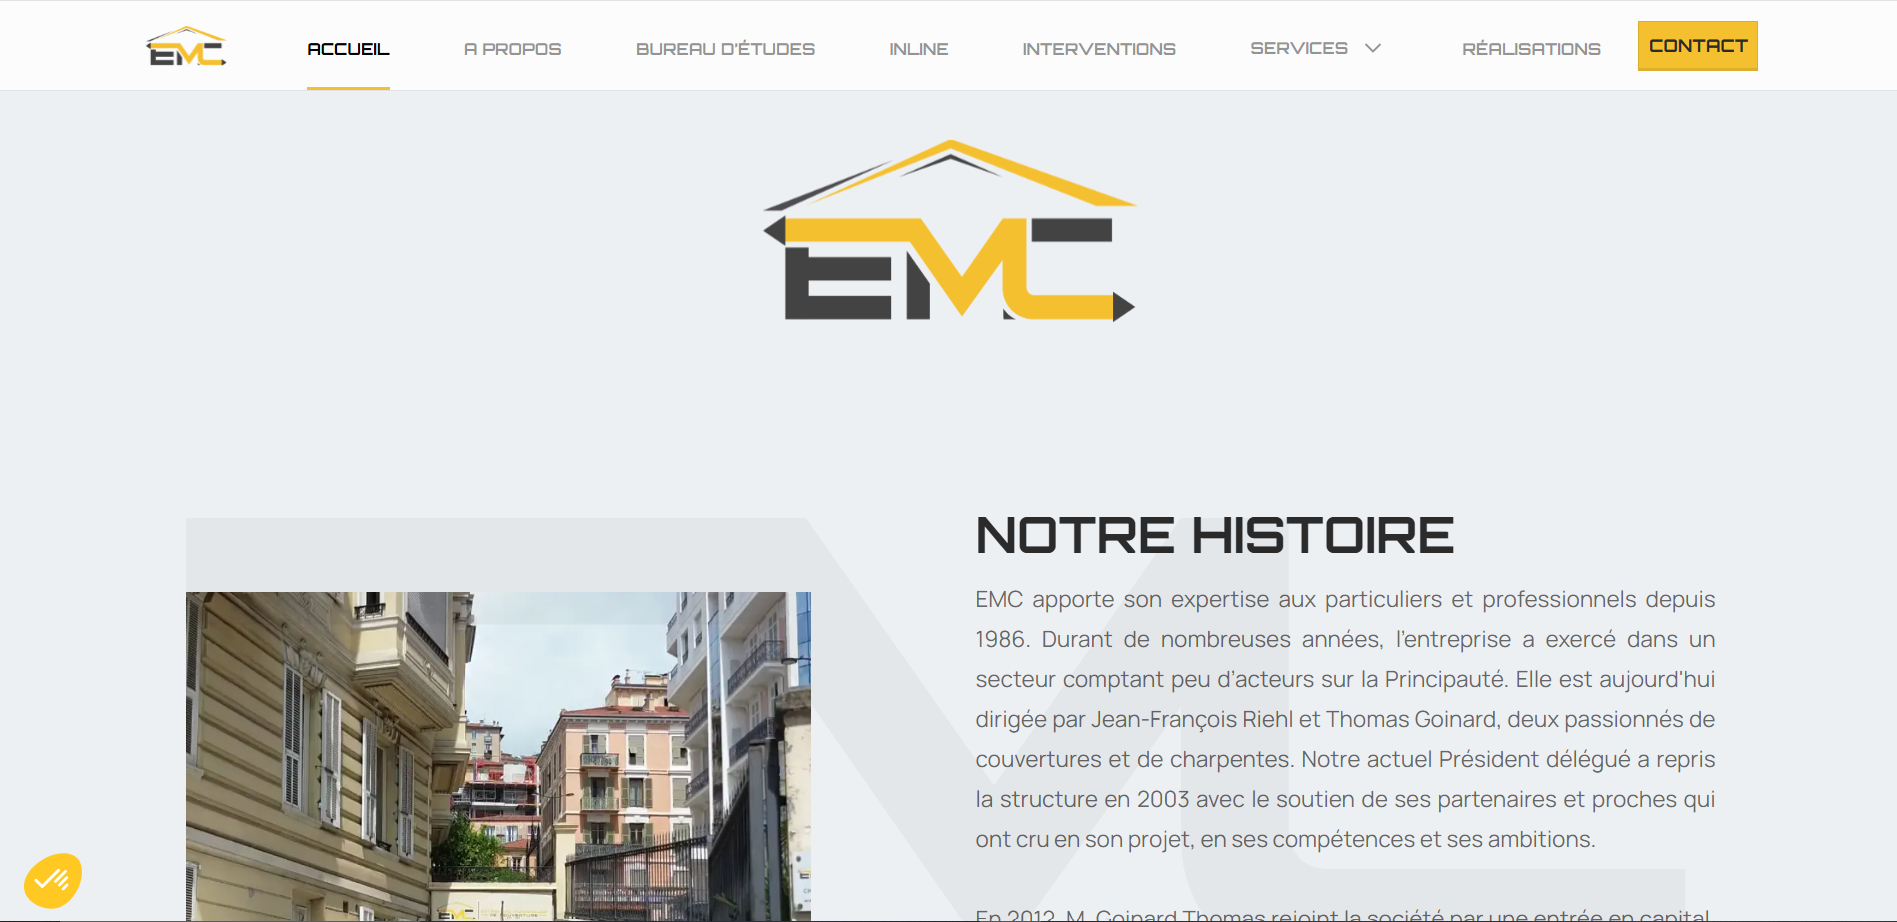 EMC
ACCUEIL
A PROPOS
BUREAU D'ÉTUDES
INLINE
INTERVENTIONS
SERVICES
RÉALISATIONS
CONTACT
EMC
NOTRE HISTOIRE
EMC apporte son expertise aux particuliers et professionnels depuis
1986. Durant de nombreuses années, l'entreprise a exercé dans un
secteur comptant peu d'acteurs sur la Principauté. Elle est aujourd'hui
dirigée par Jean-François Riehl et Thomas Goinard, deux passionnés de
couvertures et de charpentes. Notre actuel Président délégué a repris
la structure en 2003 avec le soutien de ses partenaires et proches qui
ont cru en son projet, en ses compétences et ses ambitions.
En 2012, M. Goinard Thomas rejoint la société par une entrée en capital,
EMC